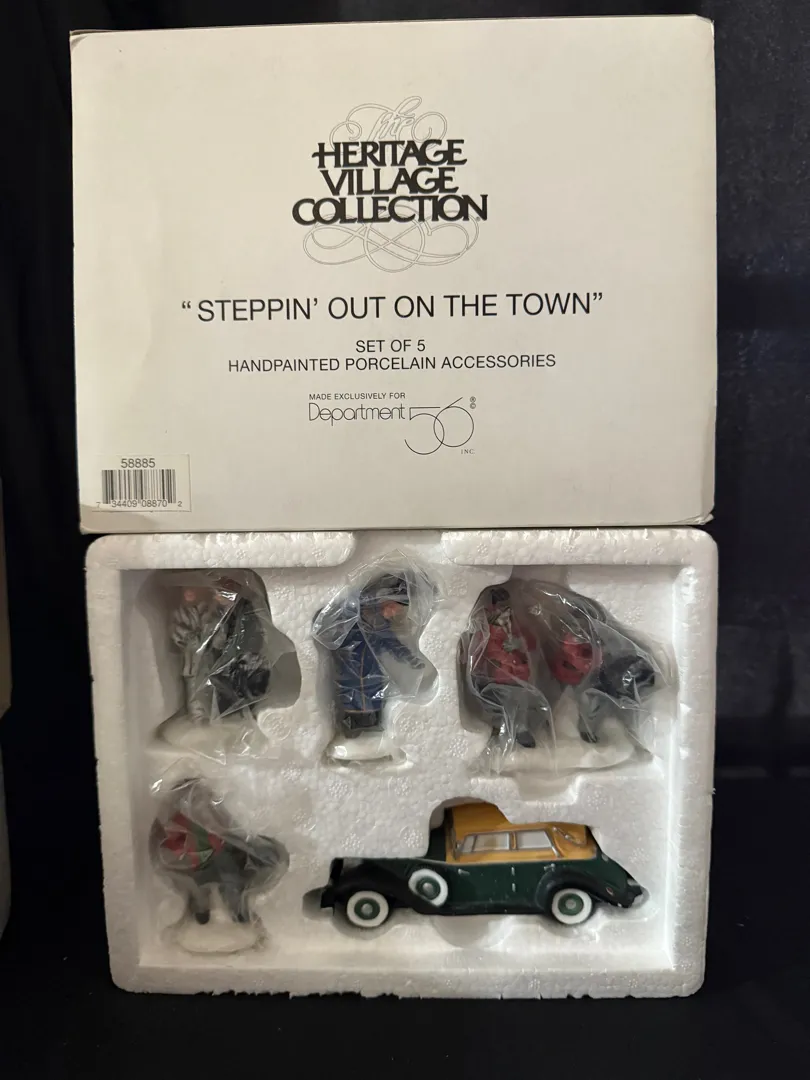 The
HERITAGE
VILLAGE
COLLECTION
“STEPPIN’ OUT ON THE TOWN”
SET OF 5
HANDPAINTED PORCELAIN ACCESSORIES
MADE EXCLUSIVELY FOR
Department 56 ®
©
INC
58885
7 34409 08870 2